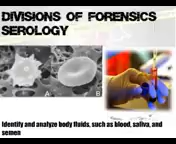 DIVISIONS OF FORENSICS
SEROLOGY
A
B
Identify and analyze body fluids, such as blood, saliva, and
semen